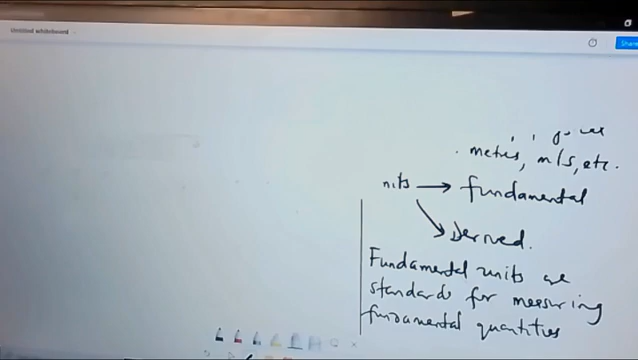 Untitled whiteboard
Share
metres, m/s, etc.
nits → fundamental
Derived.
Fundamental units are
standards for measuring
fundamental quantities